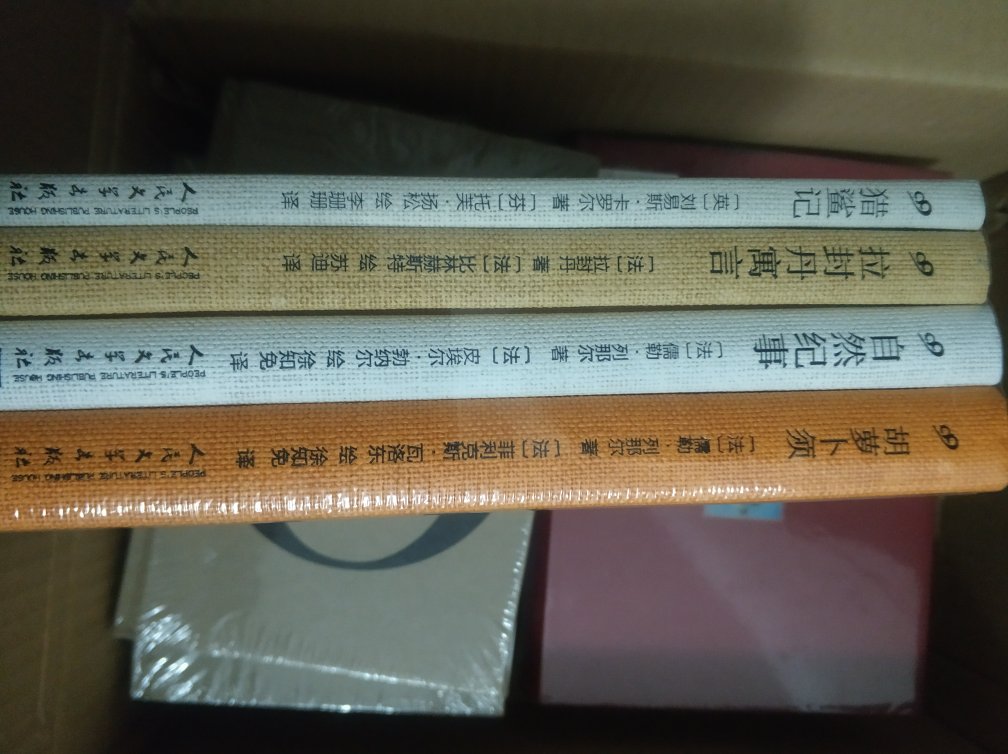 猎鲨记 [英]刘易斯·卡罗尔 著 [芬]托芙·扬松 绘 李珊珊 译 人民文学出版社
PEOPLE'S LITERATURE PUBLISHING HOUSE
拉封丹寓言 [法]拉封丹 著 [法]比林赫斯特 绘 苏迪 译 人民文学出版社
PEOPLE'S LITERATURE PUBLISHING HOUSE
自然纪事 [法]儒勒·列那尔 著 [法]皮埃尔·勃纳尔 绘 徐知免 译 人民文学出版社
PEOPLE'S LITERATURE PUBLISHING HOUSE
胡萝卜须 [法]儒勒·列那尔 著 [法]菲利克斯·瓦洛东 绘 徐知免 译 人民文学出版社
PEOPLE'S LITERATURE PUBLISHING HOUSE